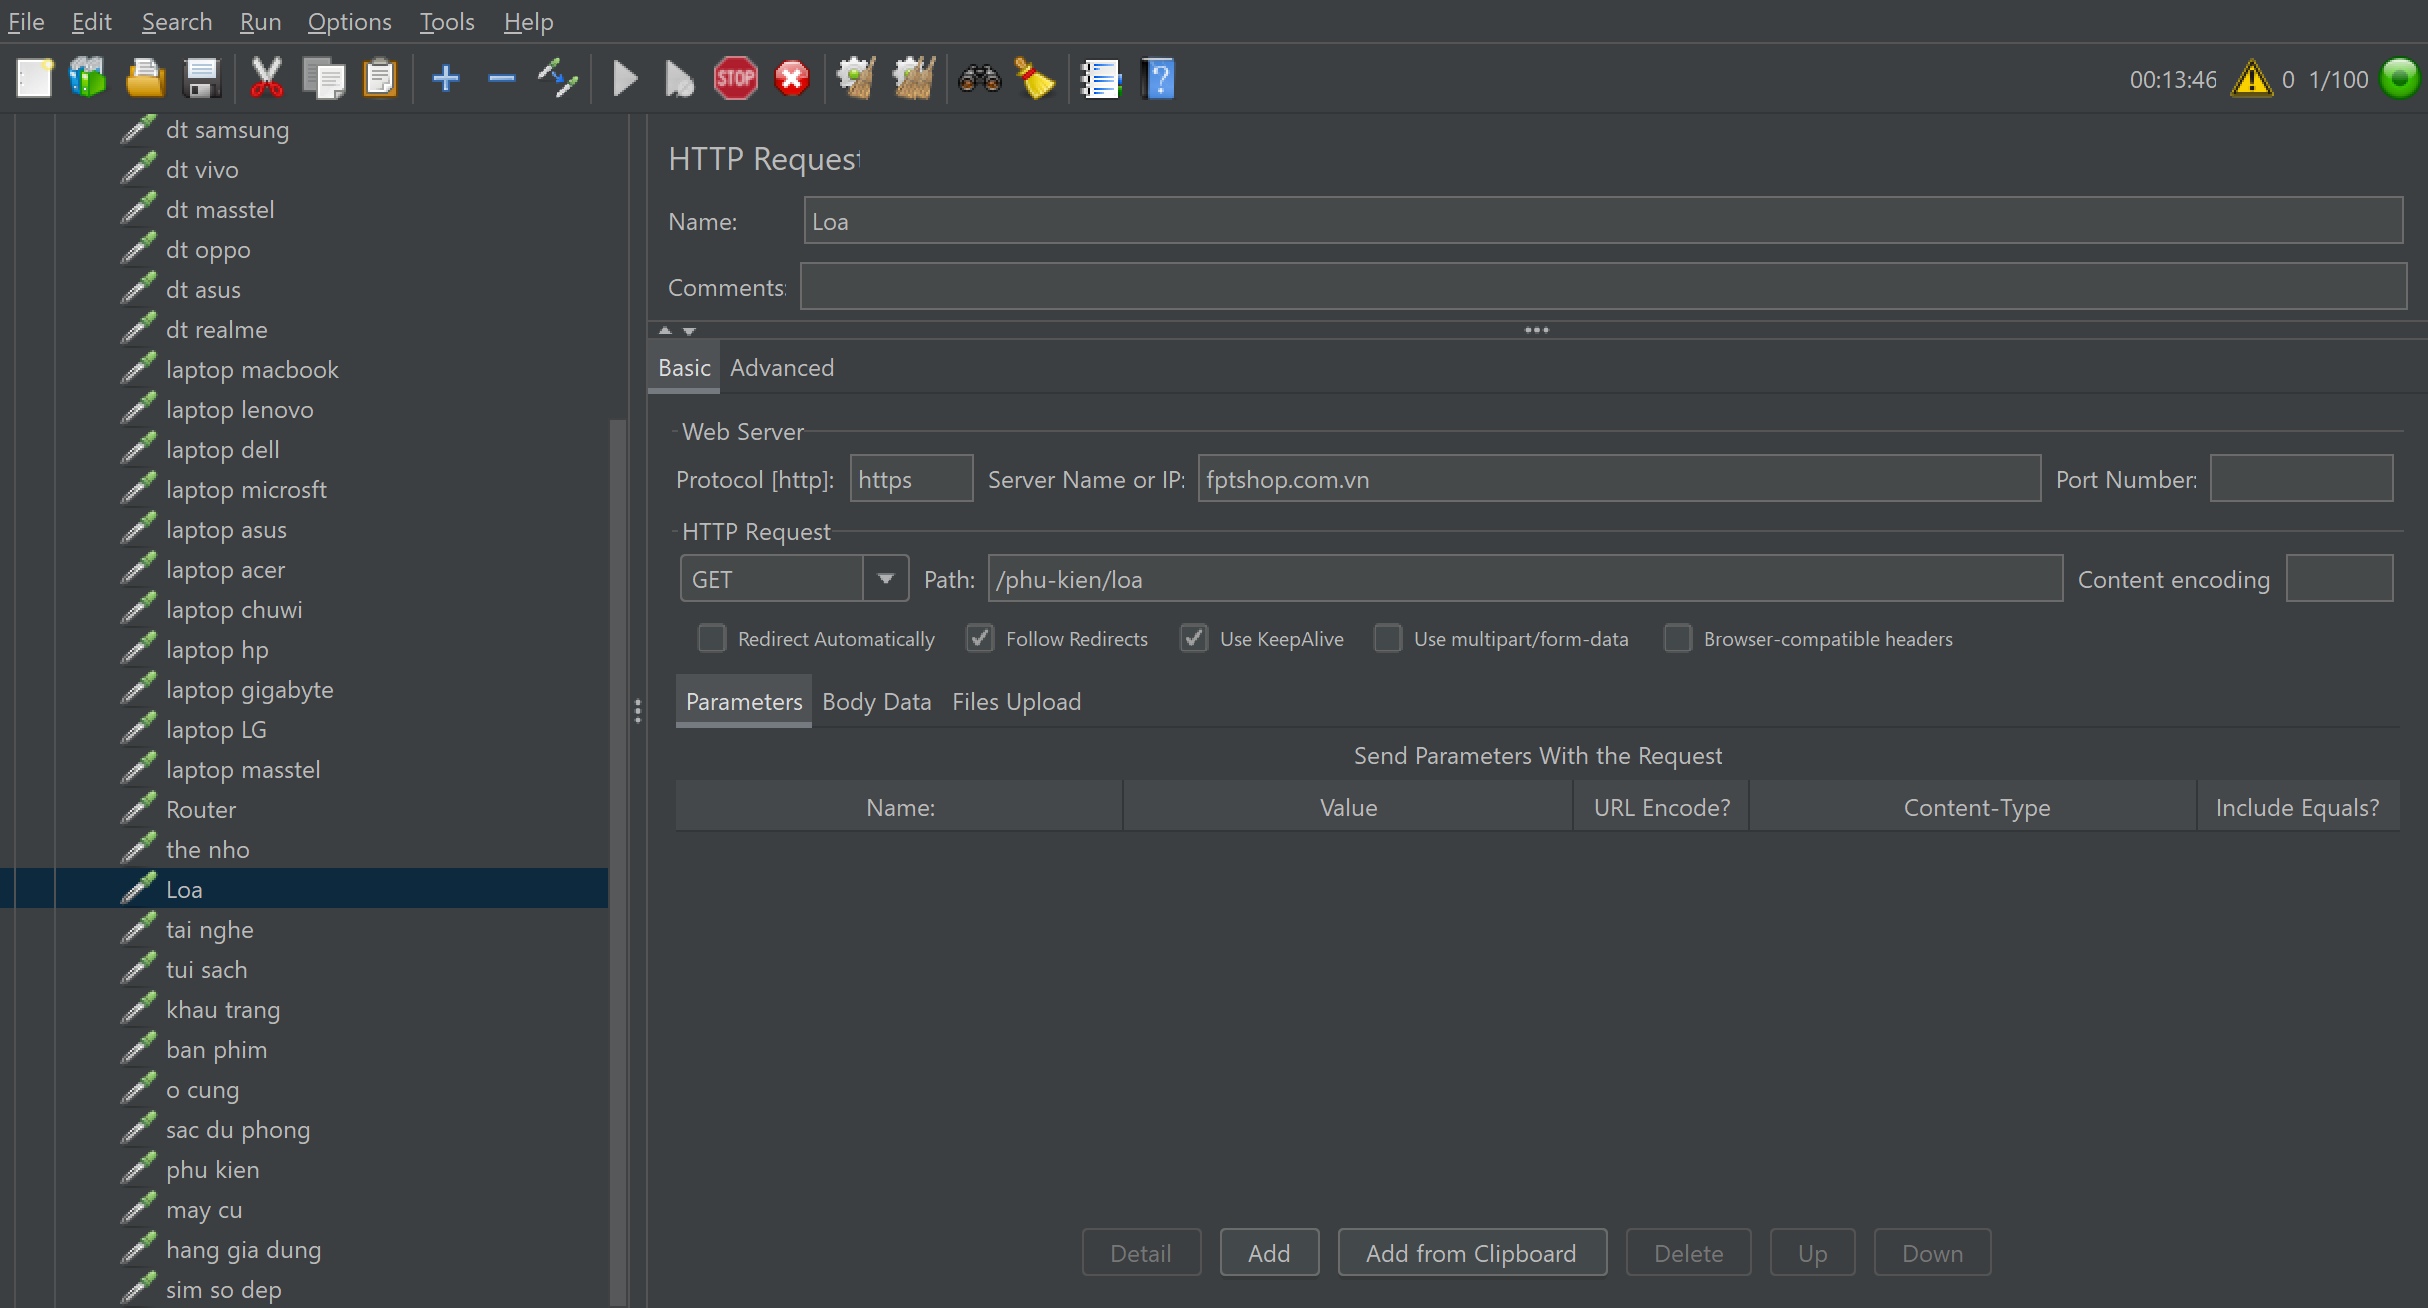 File Edit Search Run Options Tools Help
STOP
00:13:46 0 1/100
dt samsung
dt vivo
dt masstel
dt oppo
dt asus
dt realme
laptop macbook
laptop lenovo
laptop dell
laptop microsft
laptop asus
laptop acer
laptop chuwi
laptop hp
laptop gigabyte
laptop LG
laptop masstel
Router
the nho
Loa
tai nghe
tui sach
khau trang
ban phim
o cung
sac du phong
phu kien
may cu
hang gia dung
sim so dep
HTTP Request
Name: Loa
Comments:
Basic Advanced
Web Server
Protocol [http]: https Server Name or IP: fptshop.com.vn Port Number:
HTTP Request
GET Path: /phu-kien/loa Content encoding
Redirect Automatically Follow Redirects Use KeepAlive Use multipart/form-data Browser-compatible headers
Parameters Body Data Files Upload
Send Parameters With the Request
Name: Value URL Encode? Content-Type Include Equals?
Detail Add Add from Clipboard Delete Up Down